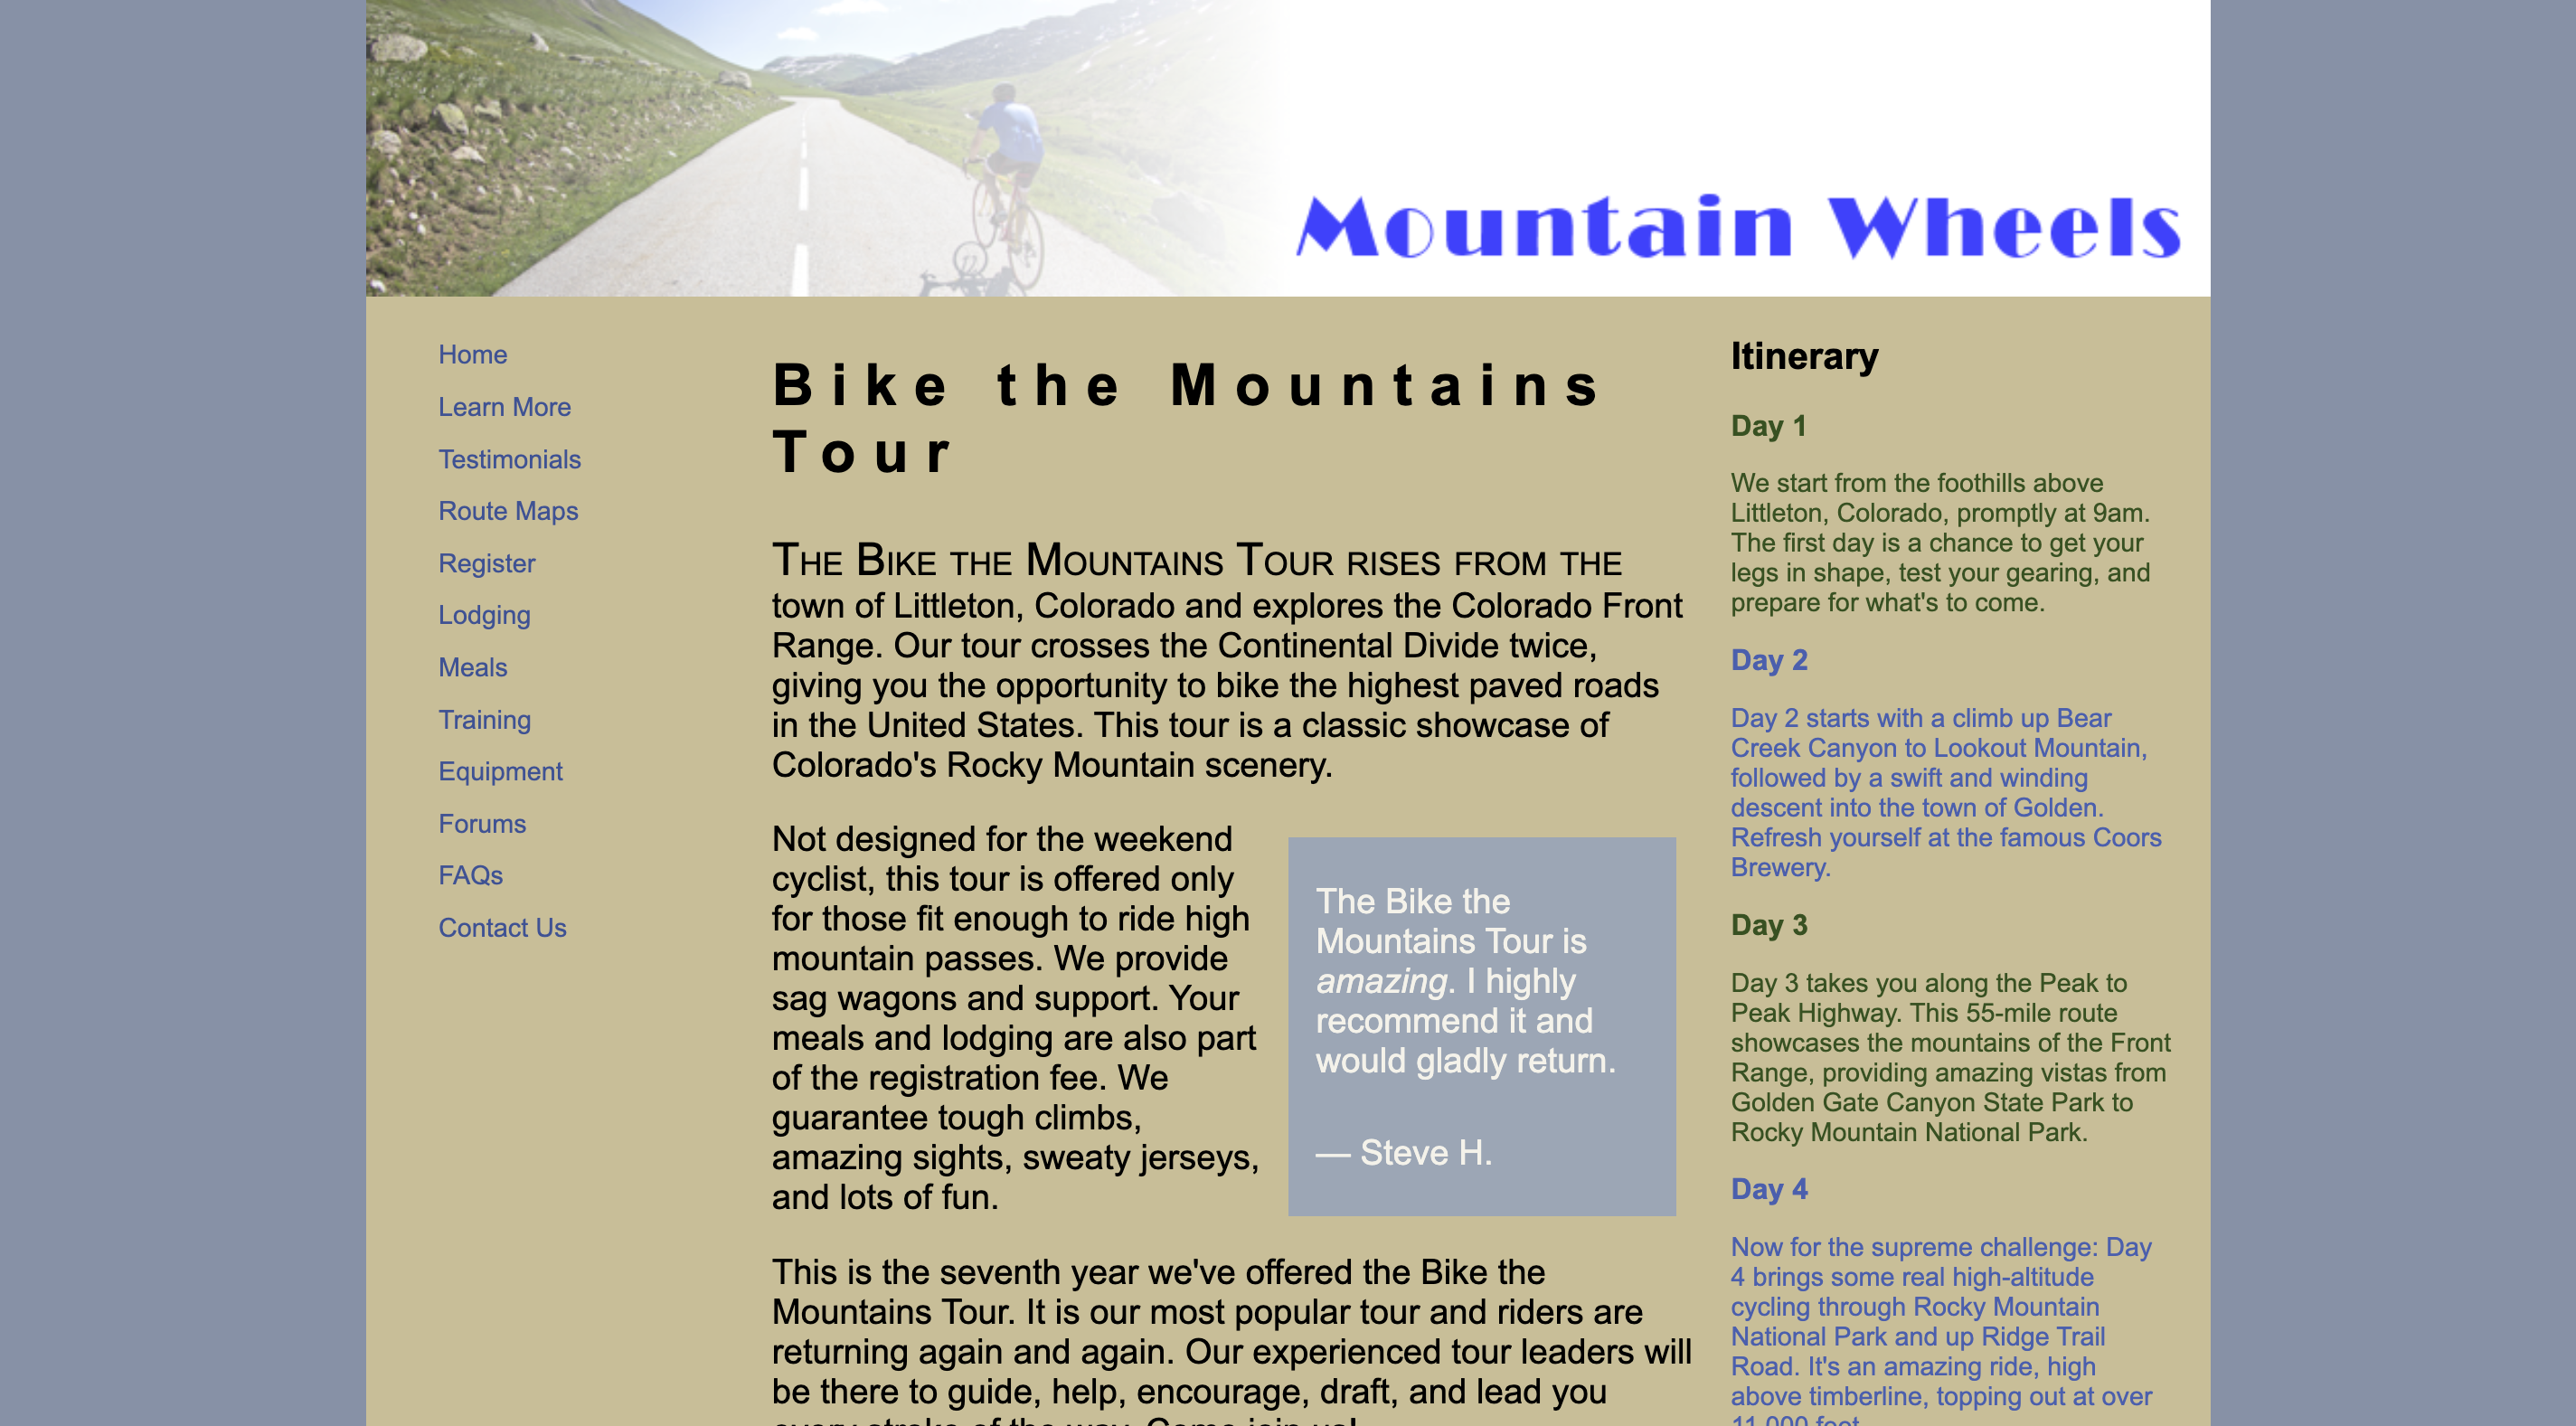 Mountain Wheels
Home
Learn More
Testimonials
Route Maps
Register
Lodging
Meals
Training
Equipment
Forums
FAQs
Contact Us
Bike the Mountains
Tour
The Bike the Mountains Tour rises from the
town of Littleton, Colorado and explores the Colorado Front
Range. Our tour crosses the Continental Divide twice,
giving you the opportunity to bike the highest paved roads
in the United States. This tour is a classic showcase of
Colorado's Rocky Mountain scenery.
Not designed for the weekend
cyclist, this tour is offered only
for those fit enough to ride high
mountain passes. We provide
sag wagons and support. Your
meals and lodging are also part
of the registration fee. We
guarantee tough climbs,
amazing sights, sweaty jerseys,
and lots of fun.
The Bike the
Mountains Tour is
amazing. I highly
recommend it and
would gladly return.
— Steve H.
This is the seventh year we've offered the Bike the
Mountains Tour. It is our most popular tour and riders are
returning again and again. Our experienced tour leaders will
be there to guide, help, encourage, draft, and lead you
every stroke of the way. Come join us!
Itinerary
Day 1
We start from the foothills above
Littleton, Colorado, promptly at 9am.
The first day is a chance to get your
legs in shape, test your gearing, and
prepare for what's to come.
Day 2
Day 2 starts with a climb up Bear
Creek Canyon to Lookout Mountain,
followed by a swift and winding
descent into the town of Golden.
Refresh yourself at the famous Coors
Brewery.
Day 3
Day 3 takes you along the Peak to
Peak Highway. This 55-mile route
showcases the mountains of the Front
Range, providing amazing vistas from
Golden Gate Canyon State Park to
Rocky Mountain National Park.
Day 4
Now for the supreme challenge: Day
4 brings some real high-altitude
cycling through Rocky Mountain
National Park and up Ridge Trail
Road. It's an amazing ride, high
above timberline, topping out at over
11,000 feet.